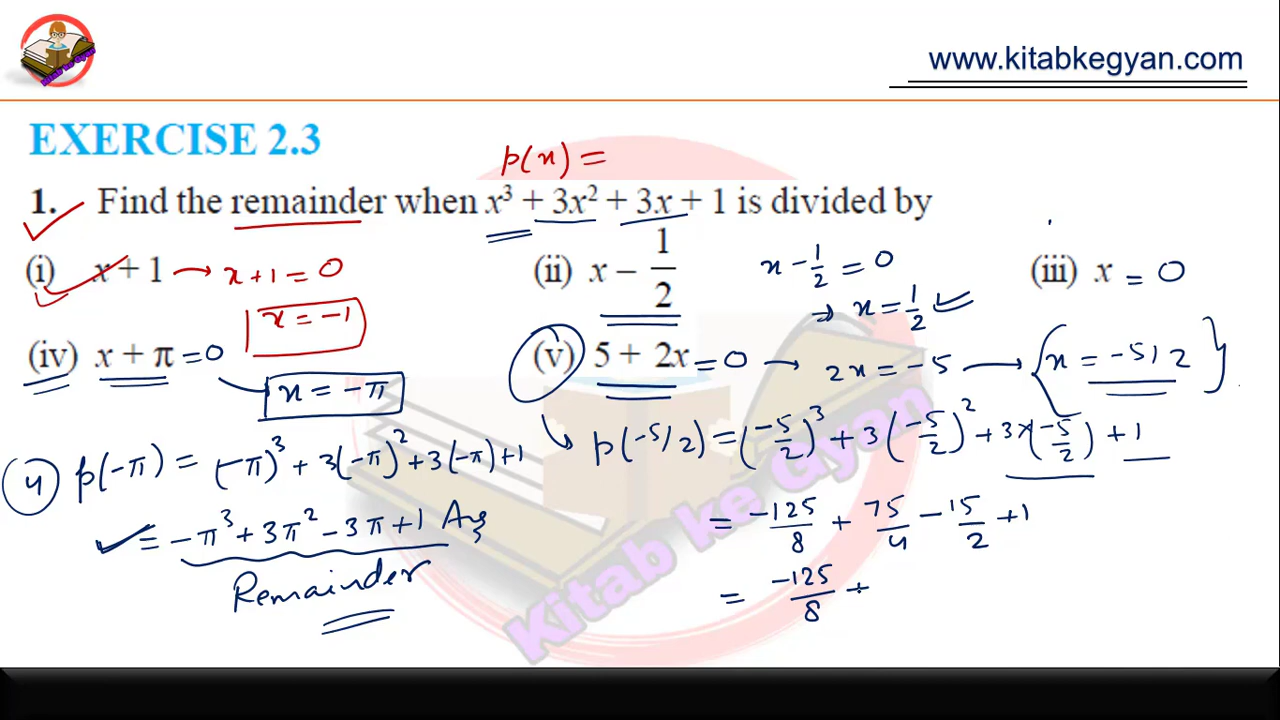 www.kitabkegyan.com
Kitab Ke Gyan
EXERCISE 2.3
p(x) =
1. Find the remainder when x³ + 3x² + 3x + 1 is divided by
(i) x + 1 → x + 1 = 0
x = -1
(ii) x − 1/2
x - 1/2 = 0
→ x = 1/2
(iii) x = 0
(iv) x + π = 0
x = -π
(v) 5 + 2x = 0 → 2x = -5 → { x = -5/2 }
4 p(-π) = (-π)³ + 3(-π)² + 3(-π) + 1
= -π³ + 3π² - 3π + 1 Ans
Remainder
p(-5/2) = (-5/2)³ + 3(-5/2)² + 3×(-5/2) + 1
= -125/8 + 75/4 - 15/2 + 1
= -125/8 +
Kitab ke Gyan